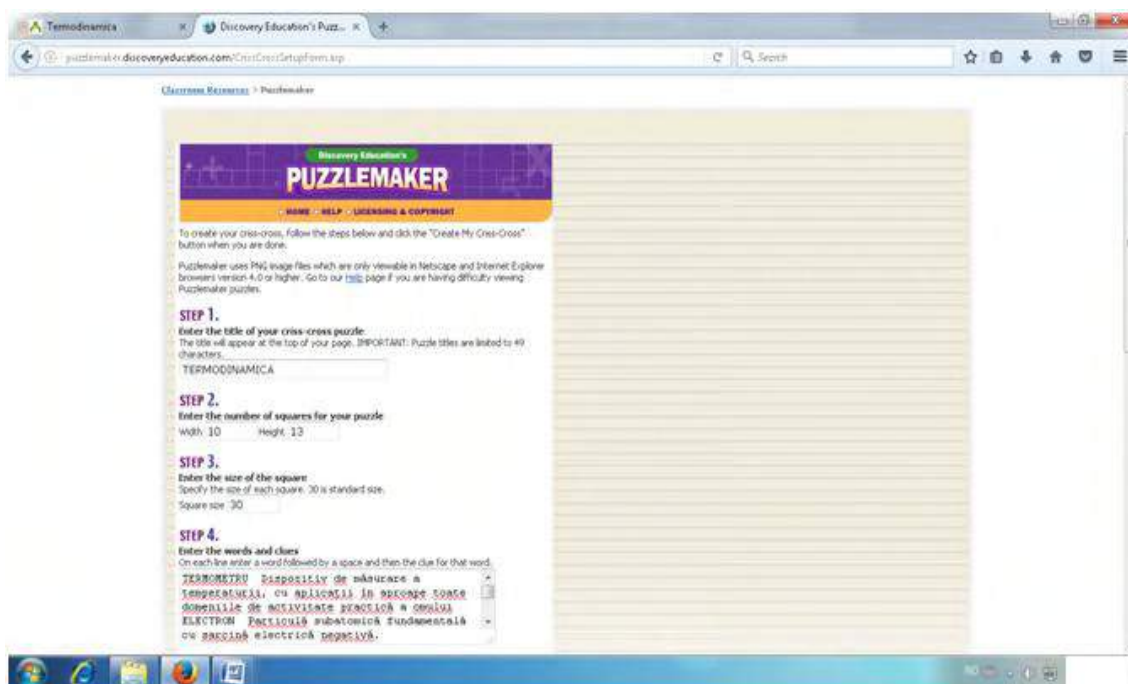 Termodinamica
Discovery Education's Puzz...
puzzlemaker.discoveryeducation.com/CrissCrossSetupForm.asp
Search
Classroom Resources > Puzzlemaker
Discovery Education's
PUZZLEMAKER
HOME HELP LICENSING & COPYRIGHT
To create your criss-cross, follow the steps below and click the "Create My Criss-Cross"
button when you are done.
Puzzlemaker uses PNG image files which are only viewable in Netscape and Internet Explorer
browsers version 4.0 or higher. Go to our Help page if you are having difficulty viewing
Puzzlemaker puzzles.
STEP 1.
Enter the title of your criss-cross puzzle
The title will appear at the top of your page. IMPORTANT: Puzzle titles are limited to 49
characters.
TERMODINAMICA
STEP 2.
Enter the number of squares for your puzzle
Width 10 Height 13
STEP 3.
Enter the size of the square
Specify the size of each square. 30 is standard size.
Square size 30
STEP 4.
Enter the words and clues
On each line enter a word followed by a space and then the clue for that word.
TERMOMETRU Dispozitiv de măsurare a
temperaturii, cu aplicații în aproape toate
domeniile de activitate practică a omului
ELECTRON Particulă subatomică fundamentală
cu sarcină electrică negativă.